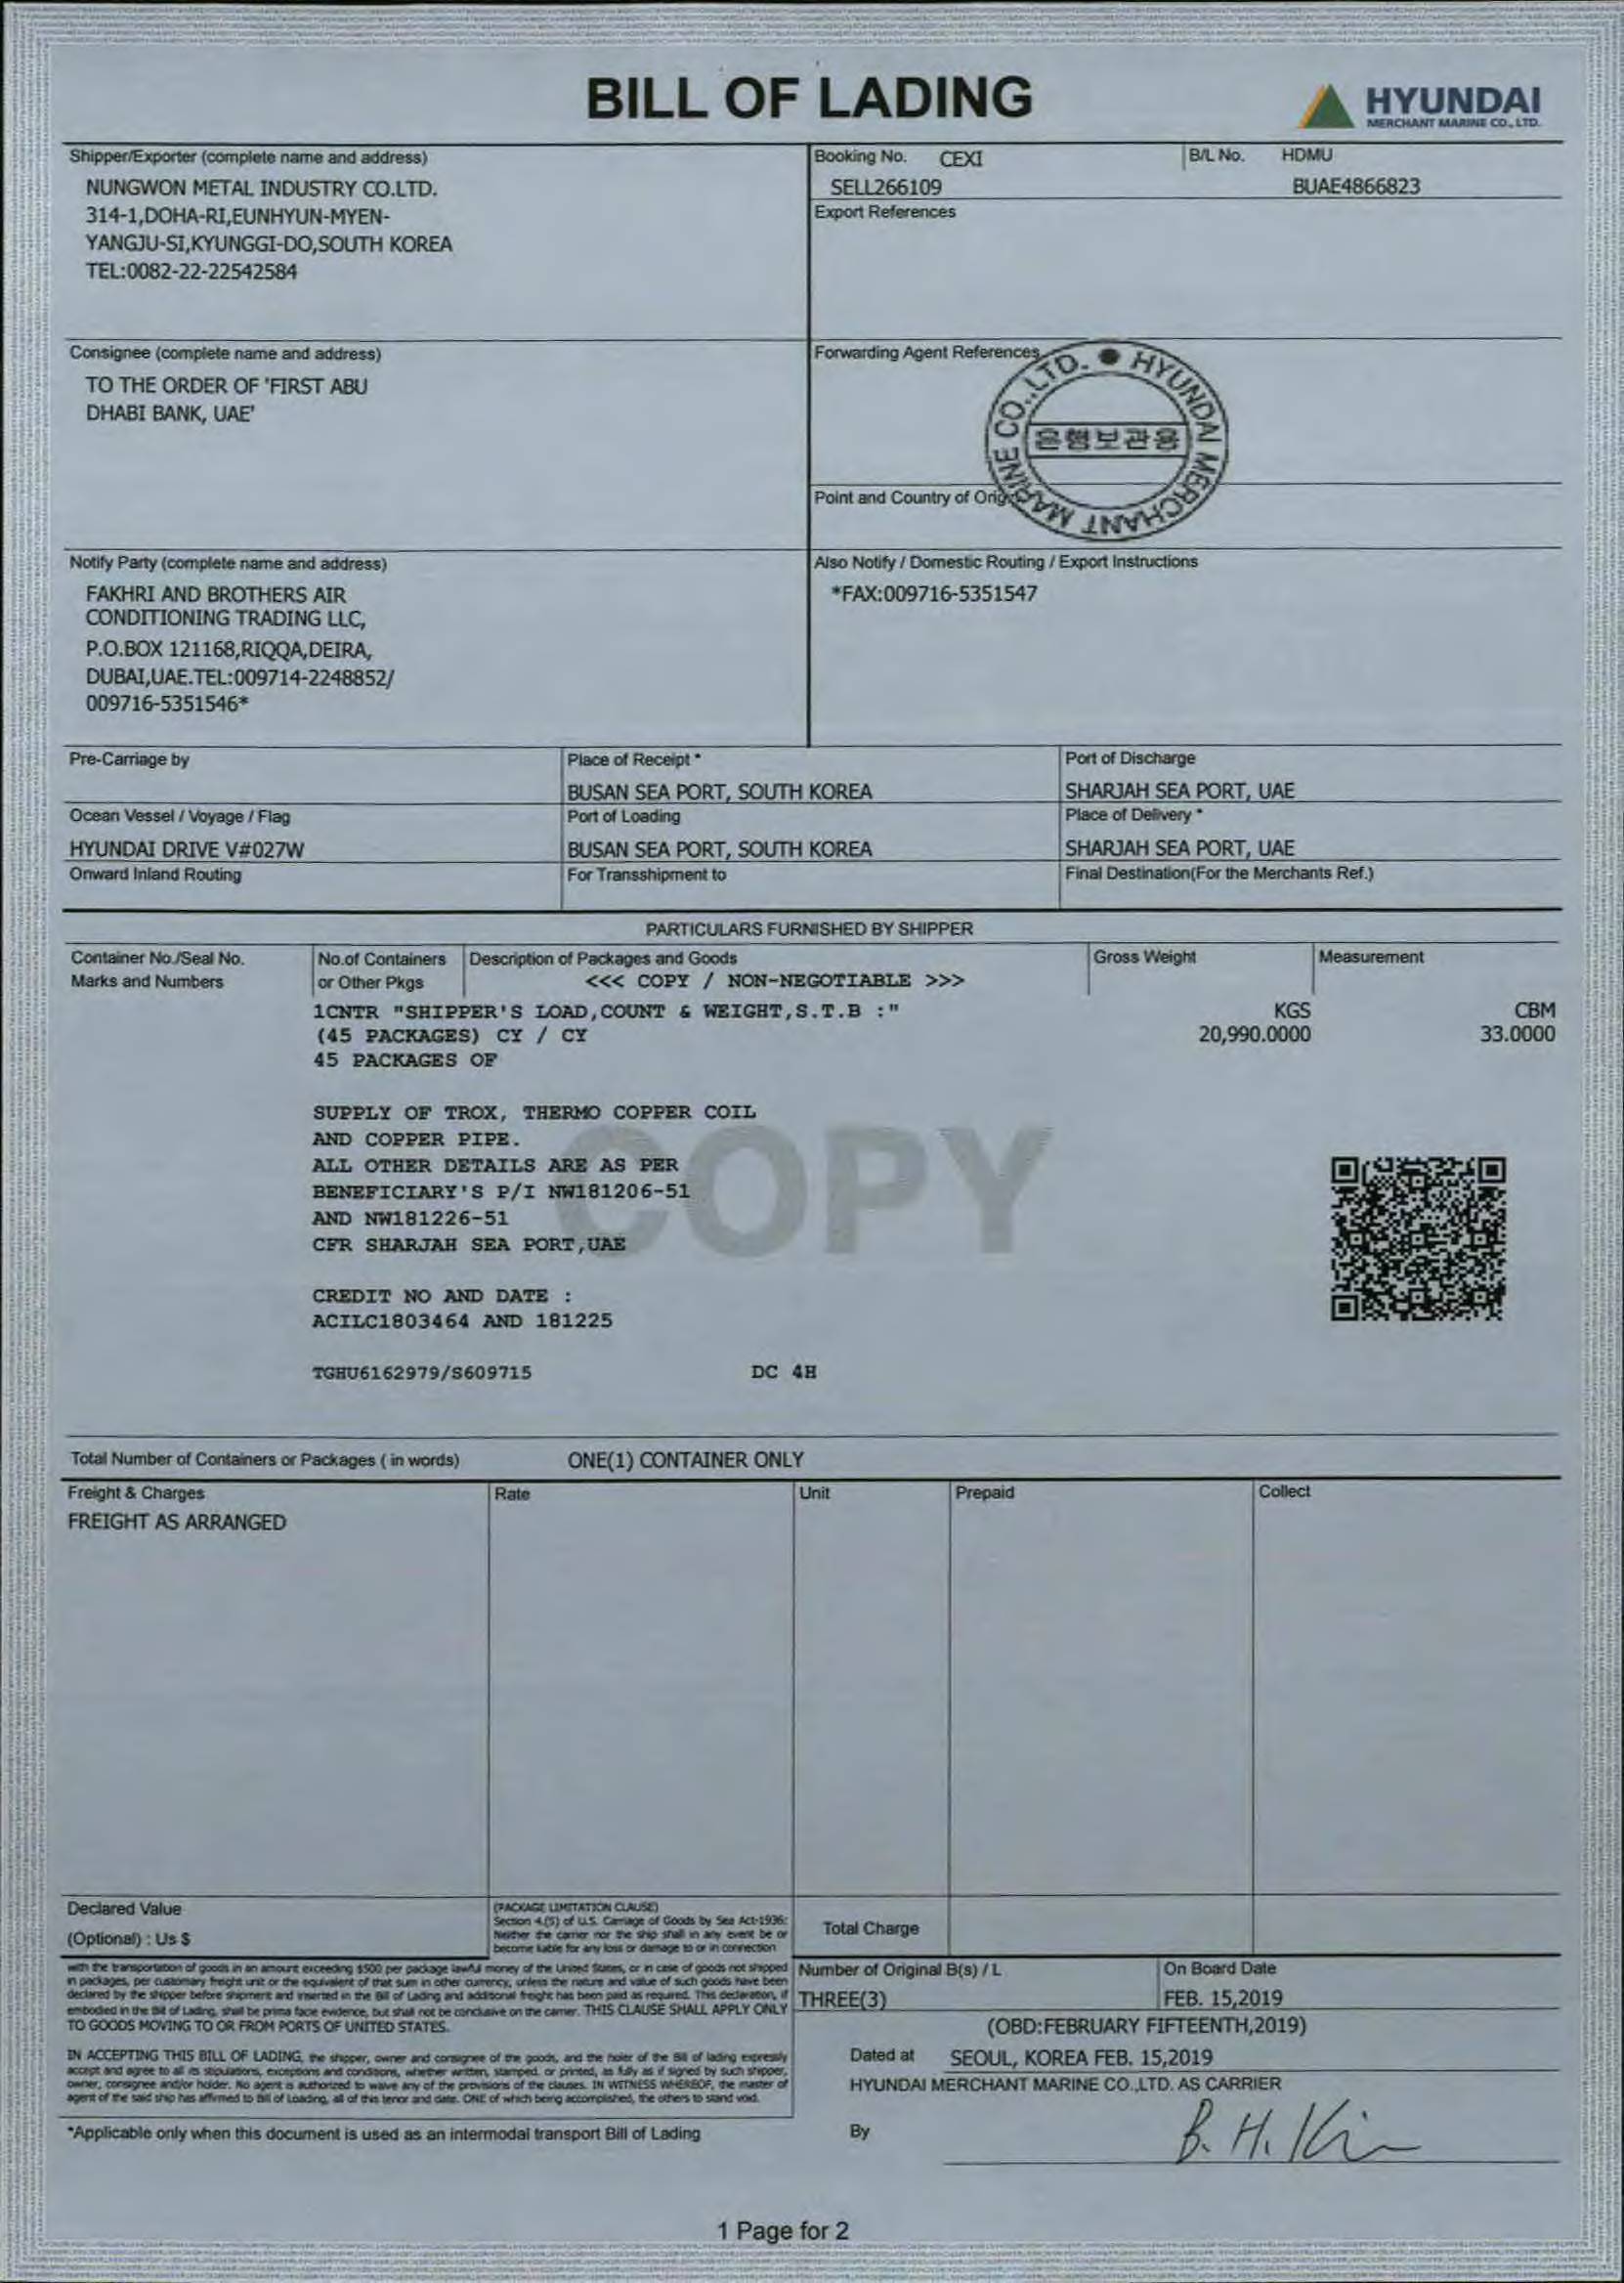 BILL OF LADING
HYUNDAI
MERCHANT MARINE CO., LTD.
Shipper/Exporter (complete name and address)
NUNGWON METAL INDUSTRY CO.LTD.
314-1,DOHA-RI,EUNHYUN-MYEN-
YANGJU-SI,KYUNGGI-DO,SOUTH KOREA
TEL:0082-22-22542584
Booking No. CEXI
SELL266109
B/L No. HDMU
BUAE4866823
Export References
Consignee (complete name and address)
TO THE ORDER OF 'FIRST ABU
DHABI BANK, UAE'
Forwarding Agent References
HYUNDAI MERCHANT MARINE CO.,LTD.
은행보관용
Point and Country of Orig
Notify Party (complete name and address)
FAKHRI AND BROTHERS AIR
CONDITIONING TRADING LLC,
P.O.BOX 121168,RIQQA,DEIRA,
DUBAI,UAE.TEL:009714-2248852/
009716-5351546*
Also Notify / Domestic Routing / Export Instructions
*FAX:009716-5351547
Pre-Carriage by
Place of Receipt *
BUSAN SEA PORT, SOUTH KOREA
Port of Discharge
SHARJAH SEA PORT, UAE
Ocean Vessel / Voyage / Flag
HYUNDAI DRIVE V#027W
Port of Loading
BUSAN SEA PORT, SOUTH KOREA
Place of Delivery *
SHARJAH SEA PORT, UAE
Onward Inland Routing
For Transshipment to
Final Destination(For the Merchants Ref.)
PARTICULARS FURNISHED BY SHIPPER
Container No./Seal No.
Marks and Numbers
No.of Containers
or Other Pkgs
Description of Packages and Goods
<<< COPY / NON-NEGOTIABLE >>>
Gross Weight
Measurement
1CNTR "SHIPPER'S LOAD,COUNT & WEIGHT,S.T.B :"
KGS
CBM
(45 PACKAGES) CY / CY
20,990.0000
33.0000
45 PACKAGES OF
SUPPLY OF TROX, THERMO COPPER COIL
AND COPPER PIPE.
ALL OTHER DETAILS ARE AS PER
BENEFICIARY'S P/I NW181206-51
AND NW181226-51
CFR SHARJAH SEA PORT,UAE
COPY
CREDIT NO AND DATE :
ACILC1803464 AND 181225
TGHU6162979/S609715 DC 4H
Total Number of Containers or Packages ( in words) ONE(1) CONTAINER ONLY
Freight & Charges
Rate
Unit
Prepaid
Collect
FREIGHT AS ARRANGED
Declared Value
(Optional) : Us $
(PACKAGE LIMITATION CLAUSE)
Section 4.(5) of U.S. Carriage of Goods by Sea Act-1936:
Neither the carrier nor the ship shall in any event be or
become liable for any loss or damage to or in connection
with the transportation of goods in an amount exceeding $500 per package lawful money of the United States, or in case of goods not shipped
in packages, per customary freight unit or the equivalent of that sum in other currency, unless the nature and value of such goods have been
declared by the shipper before shipment and inserted in the Bill of Lading and additional freight has been paid as required. This declaration, if
embodied in the Bill of Lading, shall be prima facie evidence, but shall not be conclusive on the carrier. THIS CLAUSE SHALL APPLY ONLY
TO GOODS MOVING TO OR FROM PORTS OF UNITED STATES.
IN ACCEPTING THIS BILL OF LADING, the shipper, owner and consignee of the goods, and the holer of the Bill of lading expressly
accept and agree to all its stipulations, exceptions and conditions, whether written, stamped, or printed, as fully as if signed by such shipper,
owner, consignee and/or holder. No agent is authorized to waive any of the provisions of the clauses. IN WITNESS WHEREOF, the master of
agent of the said ship has affirmed to Bill of Loading, all of this tenor and date. ONE of which being accomplished, the others to stand void.
*Applicable only when this document is used as an intermodal transport Bill of Lading
Total Charge
Number of Original B(s) / L
THREE(3)
On Board Date
FEB. 15,2019
(OBD:FEBRUARY FIFTEENTH,2019)
Dated at SEOUL, KOREA FEB. 15,2019
HYUNDAI MERCHANT MARINE CO.,LTD. AS CARRIER
By B. H. Kim
1 Page for 2